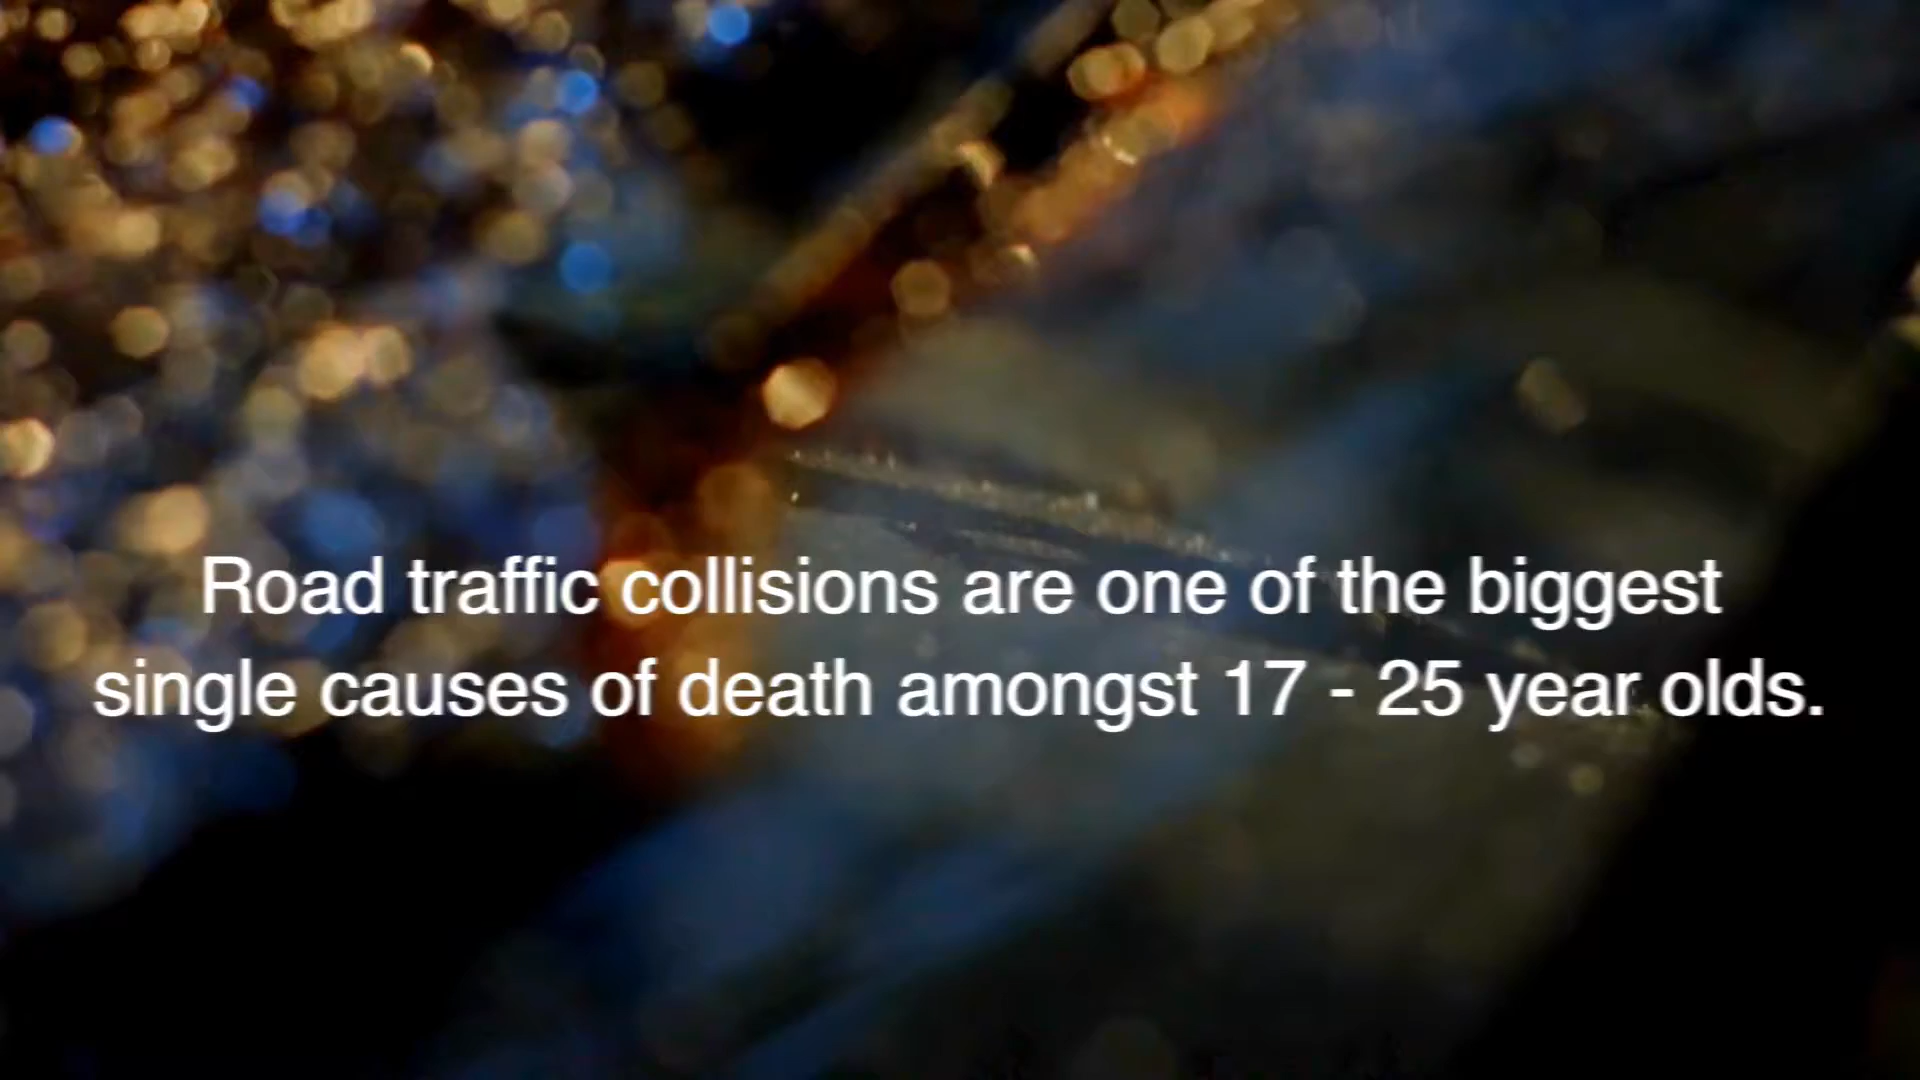 Road traffic collisions are one of the biggest
single causes of death amongst 17 - 25 year olds.